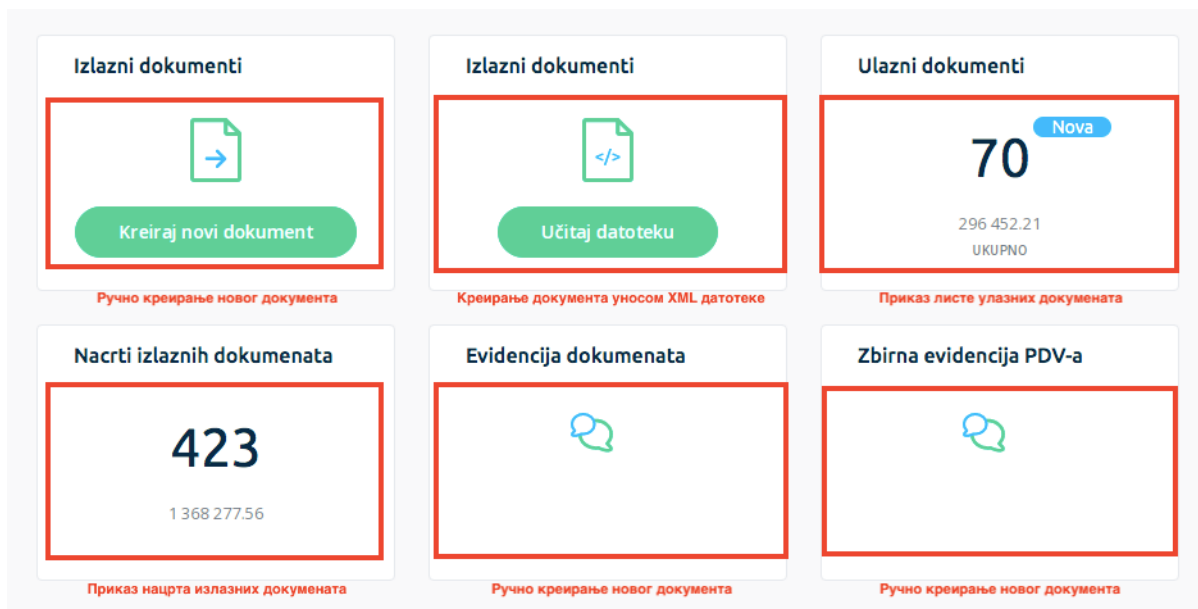 Izlazni dokumenti
Izlazni dokumenti
Ulazni dokumenti
</>
Nova
70
Kreiraj novi dokument
Učitaj datoteku
296 452.21
UKUPNO
Ручно креирање новог документа
Креирање документа уносом XML датотеке
Приказ листе улазних докумената
Nacrti izlaznih dokumenata
Evidencija dokumenata
Zbirna evidencija PDV-a
423
1 368 277.56
Приказ нацрта излазних докумената
Ручно креирање новог документа
Ручно креирање новог документа